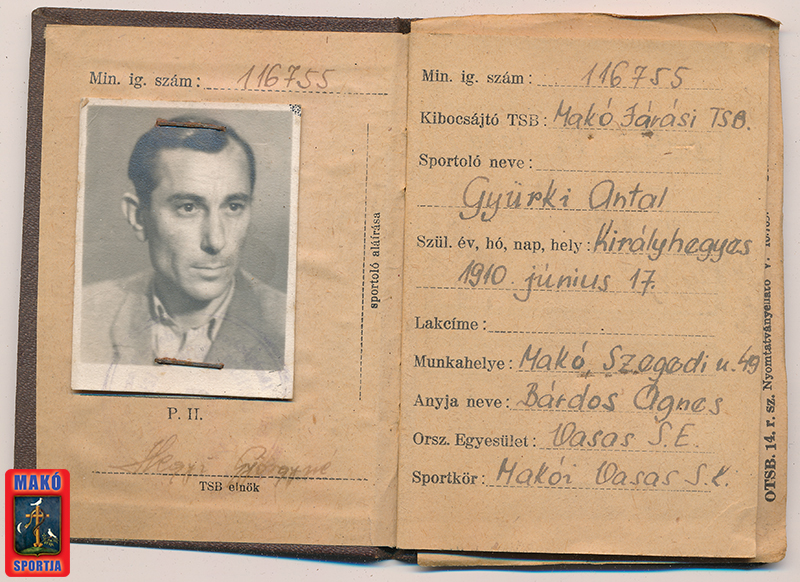 Min. ig. szám: 116755
sportoló aláírása
P. II.
TSB elnök
Min. ig. szám: 116755
Kibocsájtó TSB: Makó Járási TSB.
Sportoló neve:
Gyürki Antal
Szül. év, hó, nap, hely: Királyhegyes
1910. június 17.
Lakcíme:
Munkahelye: Makó, Szegedi u. 49
Anyja neve: Bárdos Ágnes
Orsz. Egyesület: Vasas S.E.
Sportkör: Makói Vasas S.K.
OTSB. 14. r. sz. Nyomtatványellátó V.
MAKÓ
SPORTJA